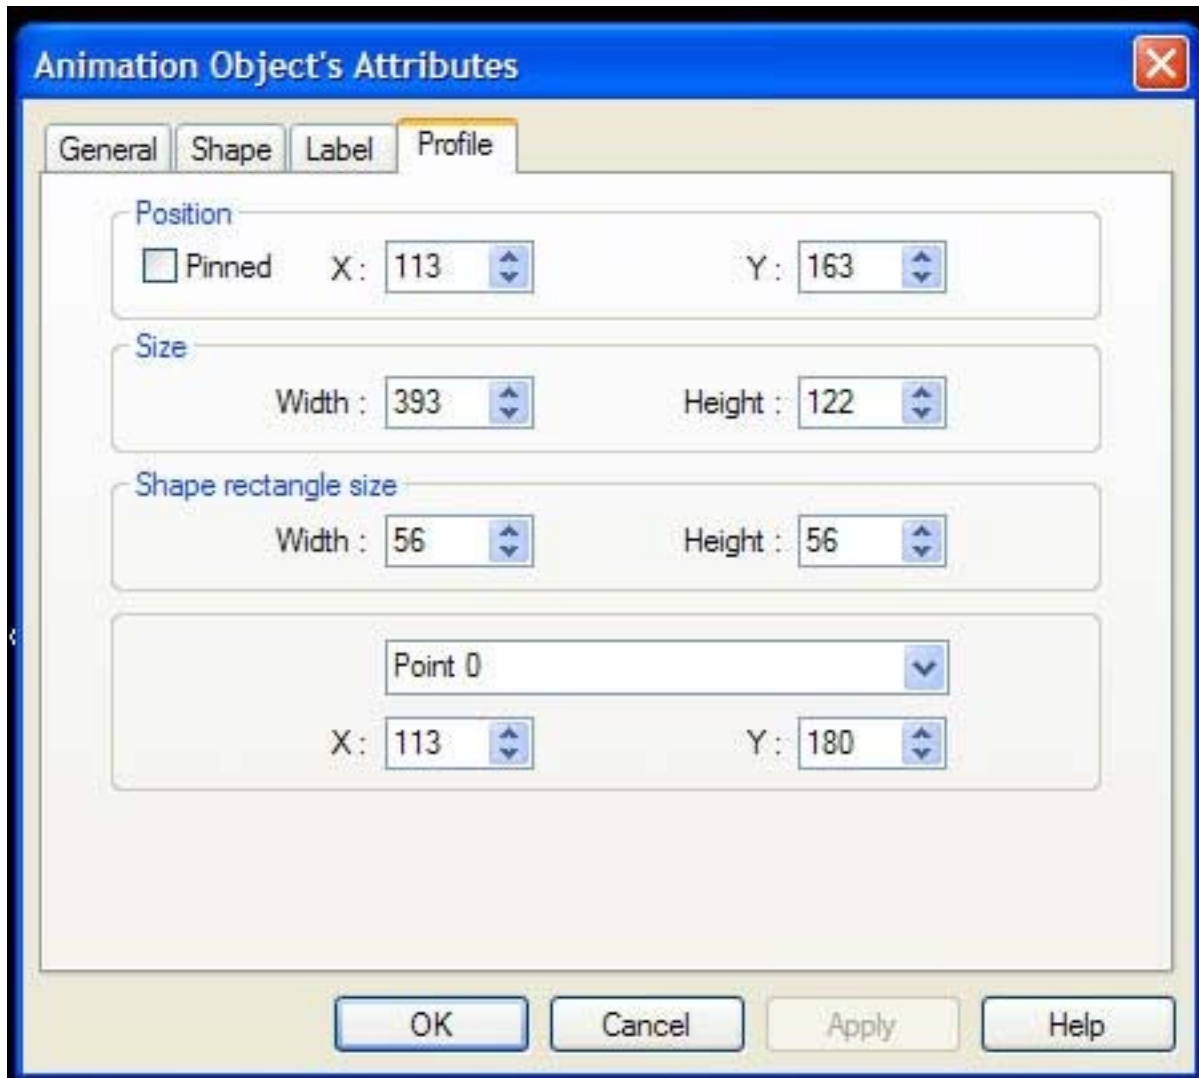 Animation Object's Attributes
General Shape Label Profile
Position
Pinned X : 113 Y : 163
Size
Width : 393 Height : 122
Shape rectangle size
Width : 56 Height : 56
Point 0
X : 113 Y : 180
OK Cancel Apply Help